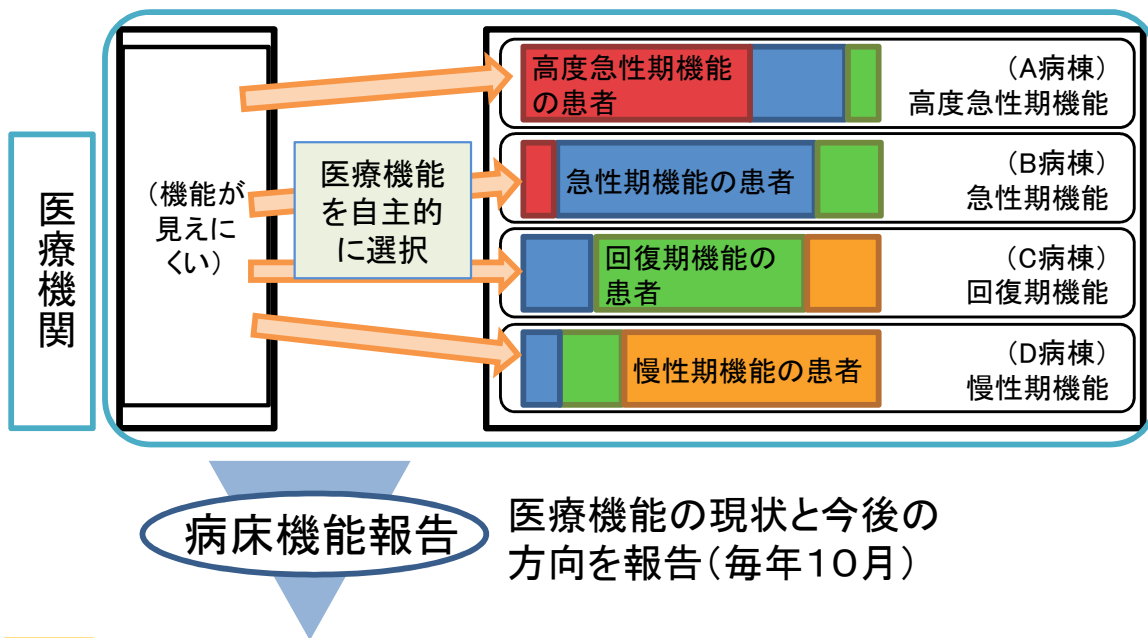 医療機関
(機能が
見えに
くい)
医療機能
を自主的
に選択
高度急性期機能
の患者
(A病棟)
高度急性期機能
急性期機能の患者
(B病棟)
急性期機能
回復期機能の
患者
(C病棟)
回復期機能
慢性期機能の患者
(D病棟)
慢性期機能
病床機能報告
医療機能の現状と今後の
方向を報告(毎年10月)